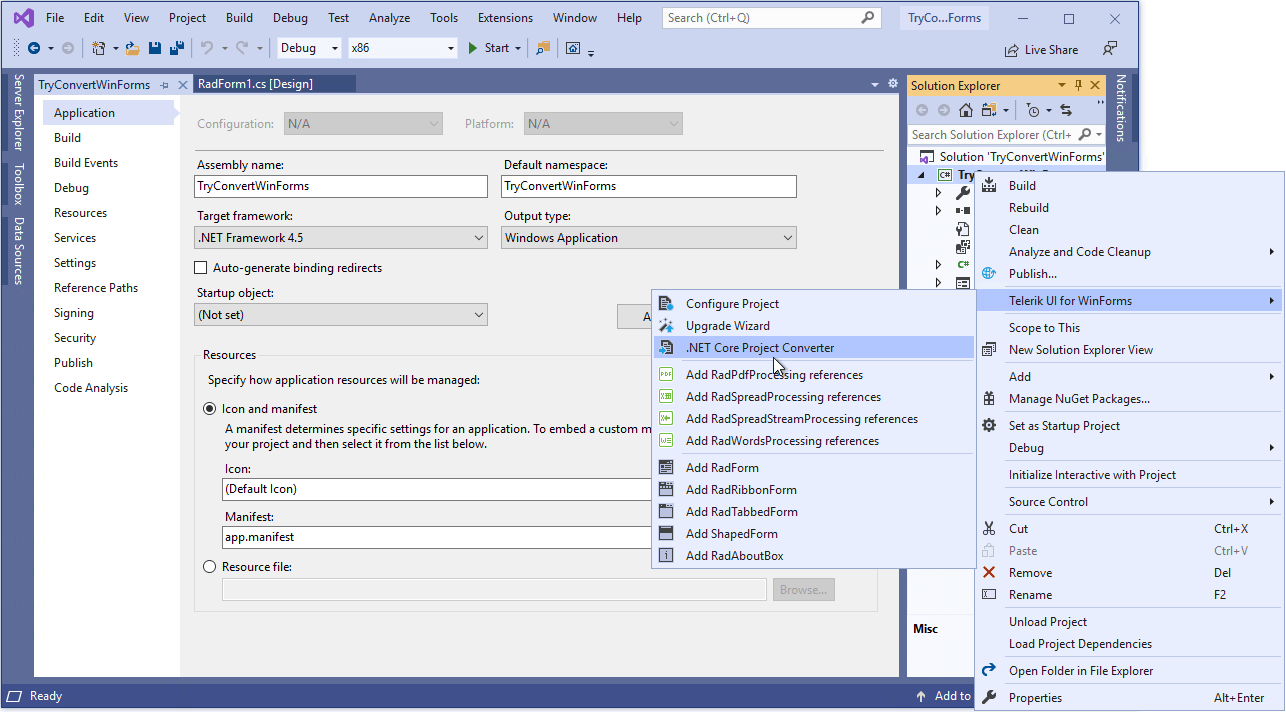 File Edit View Project Build Debug Test Analyze Tools Extensions Window Help Search (Ctrl+Q) TryCo...Forms
Debug x86 Start Live Share
Server Explorer
Toolbox
Data Sources
TryConvertWinForms RadForm1.cs [Design]
Application
Build
Build Events
Debug
Resources
Services
Settings
Reference Paths
Signing
Security
Publish
Code Analysis
Configuration: N/A Platform: N/A
Assembly name: Default namespace:
TryConvertWinForms TryConvertWinForms
Target framework: Output type:
.NET Framework 4.5 Windows Application
Auto-generate binding redirects
Startup object:
(Not set)
Resources
Specify how application resources will be managed:
Icon and manifest
A manifest determines specific settings for an application. To embed a custom m
your project and then select it from the list below.
Icon:
(Default Icon)
Manifest:
app.manifest
Resource file:
Browse...
Configure Project
Upgrade Wizard
.NET Core Project Converter
Add RadPdfProcessing references
Add RadSpreadProcessing references
Add RadSpreadStreamProcessing references
Add RadWordsProcessing references
Add RadForm
Add RadRibbonForm
Add RadTabbedForm
Add ShapedForm
Add RadAboutBox
Solution Explorer
Search Solution Explorer (Ctrl+
Solution 'TryConvertWinForms'
C# Try
C#
Misc
Notifications
Build
Rebuild
Clean
Analyze and Code Cleanup
Publish...
Telerik UI for WinForms
Scope to This
New Solution Explorer View
Add
Manage NuGet Packages...
Set as Startup Project
Debug
Initialize Interactive with Project
Source Control
Cut Ctrl+X
Paste Ctrl+V
Remove Del
Rename F2
Unload Project
Load Project Dependencies
Open Folder in File Explorer
Properties Alt+Enter
Ready Add to